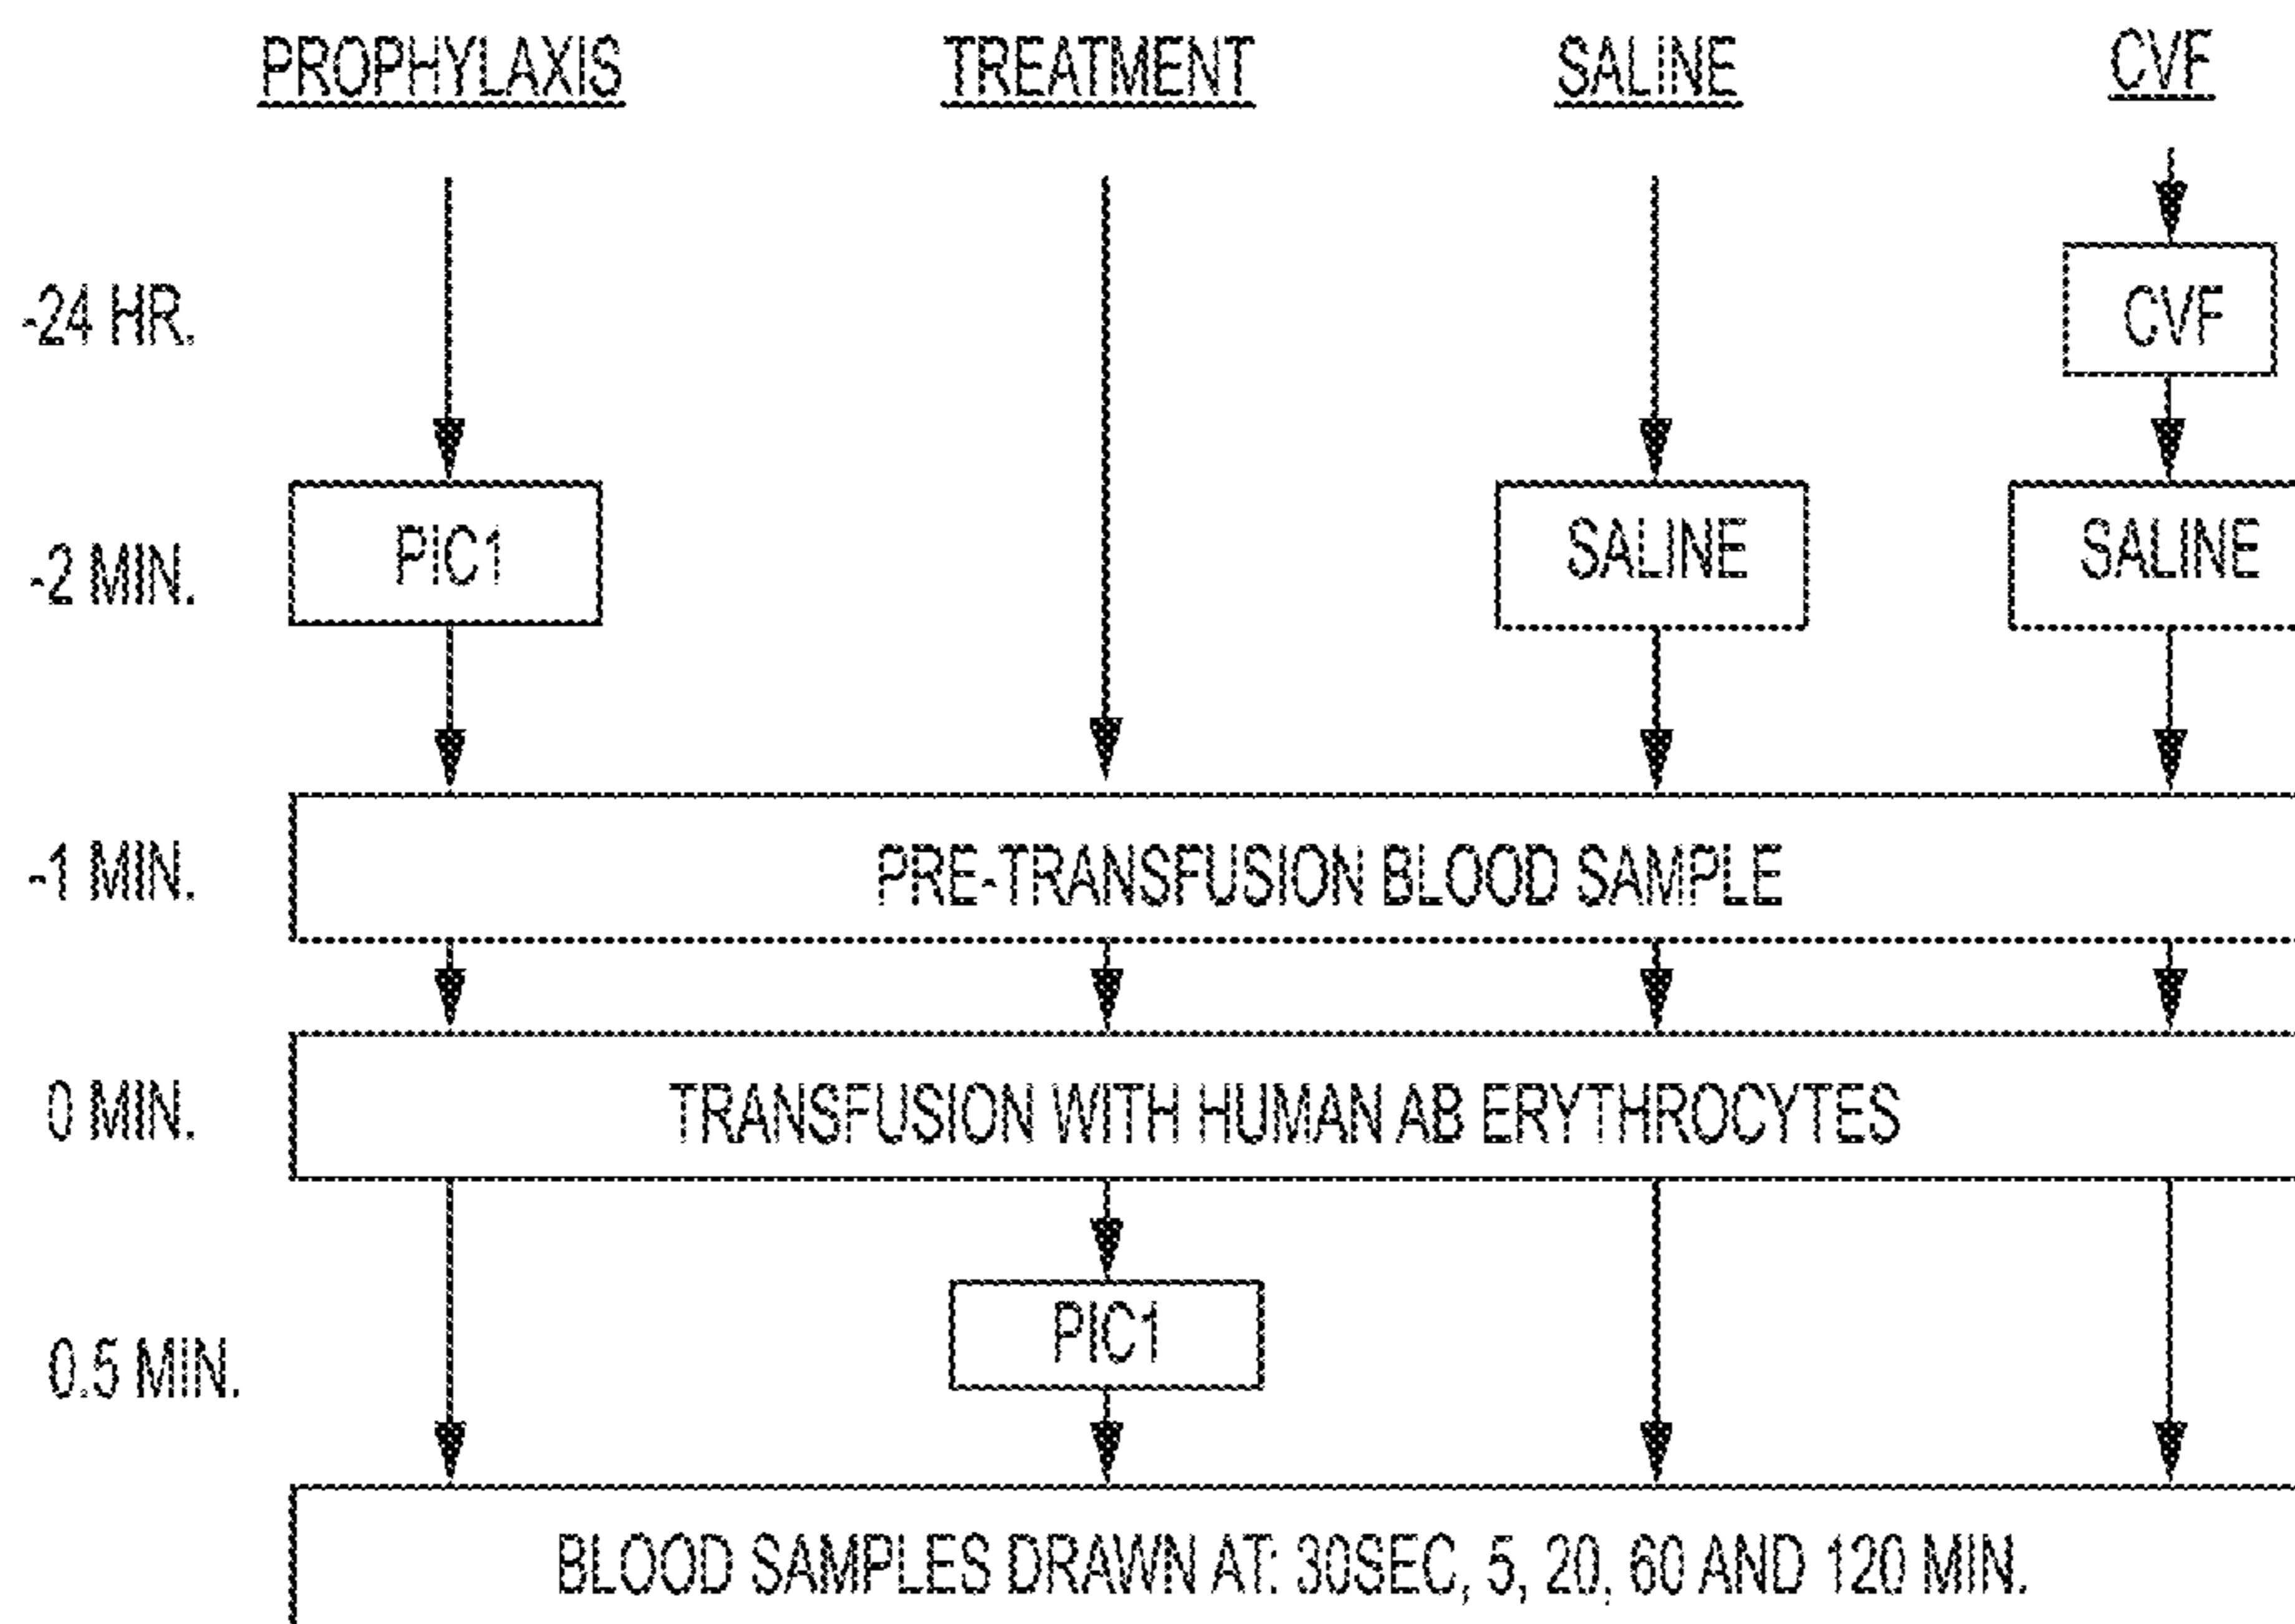 PROPHYLAXIS TREATMENT SALINE CVF
-24 HR. CVF
-2 MIN. PIC1 SALINE SALINE
-1 MIN. PRE-TRANSFUSION BLOOD SAMPLE
0 MIN. TRANSFUSION WITH HUMAN AB ERYTHROCYTES
0.5 MIN. PIC1
BLOOD SAMPLES DRAWN AT: 30SEC, 5, 20, 60 AND 120 MIN.